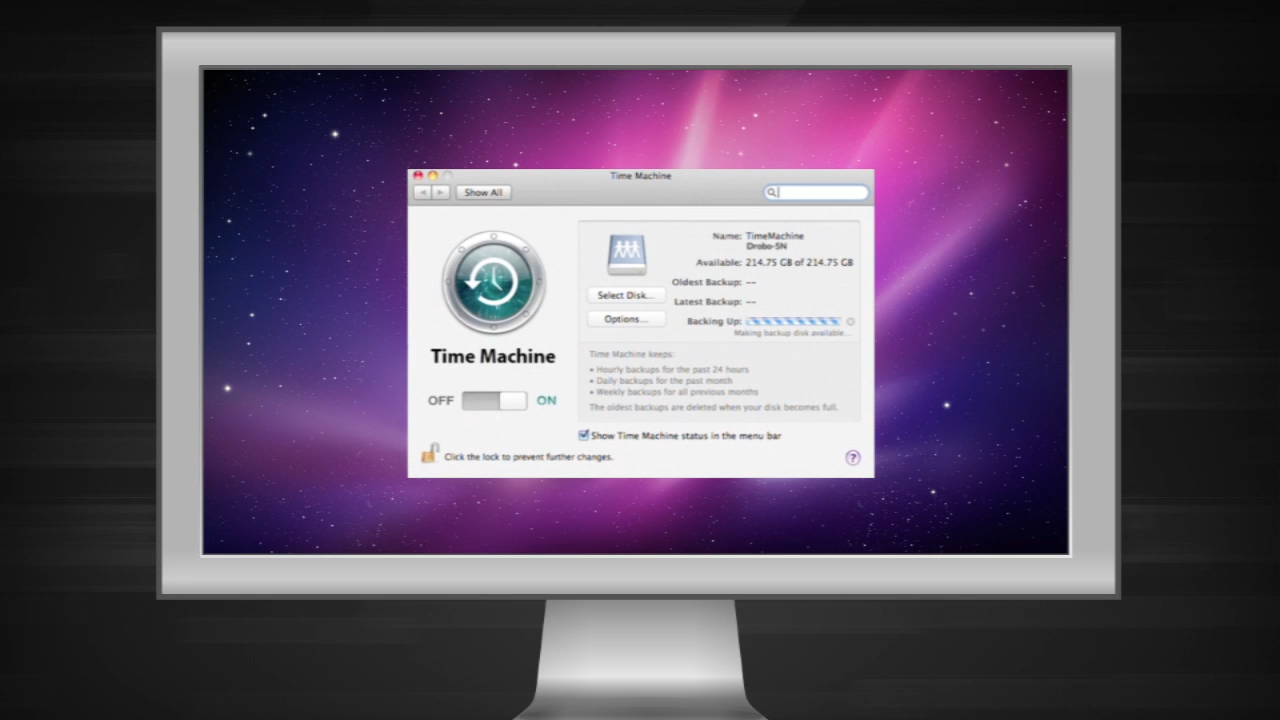 Time Machine
Show All
Name: TimeMachine
Drobo-SN
Available: 214.75 GB of 214.75 GB
Select Disk...
Oldest Backup: --
Latest Backup: --
Options...
Backing Up:
Making backup disk available...
Time Machine
OFF
ON
Time Machine keeps:
• Hourly backups for the past 24 hours
• Daily backups for the past month
• Weekly backups for all previous months
The oldest backups are deleted when your disk becomes full.
Show Time Machine status in the menu bar
Click the lock to prevent further changes.
?